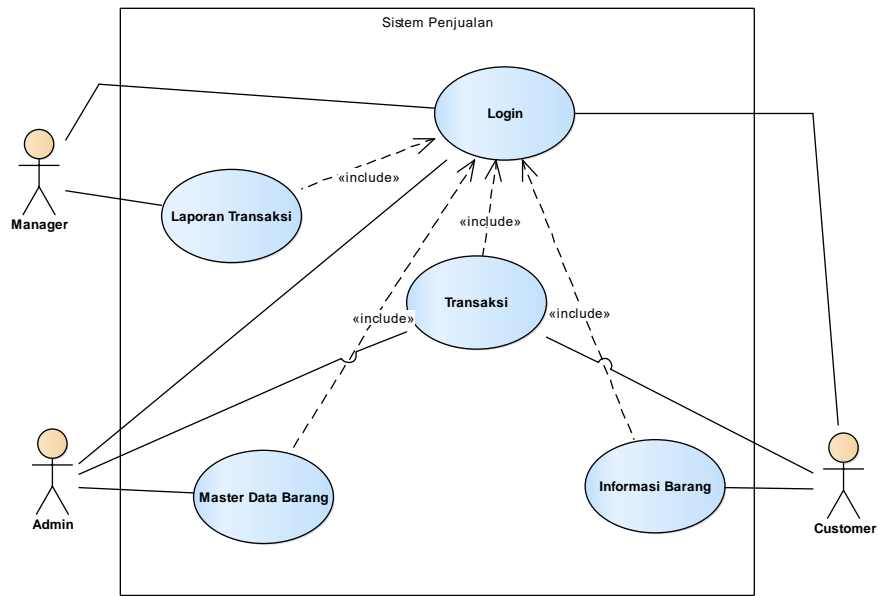 Sistem Penjualan
Login
«include»
Manager
Laporan Transaksi
«include»
Transaksi
«include»
«include»
Admin
Master Data Barang
Informasi Barang
Customer